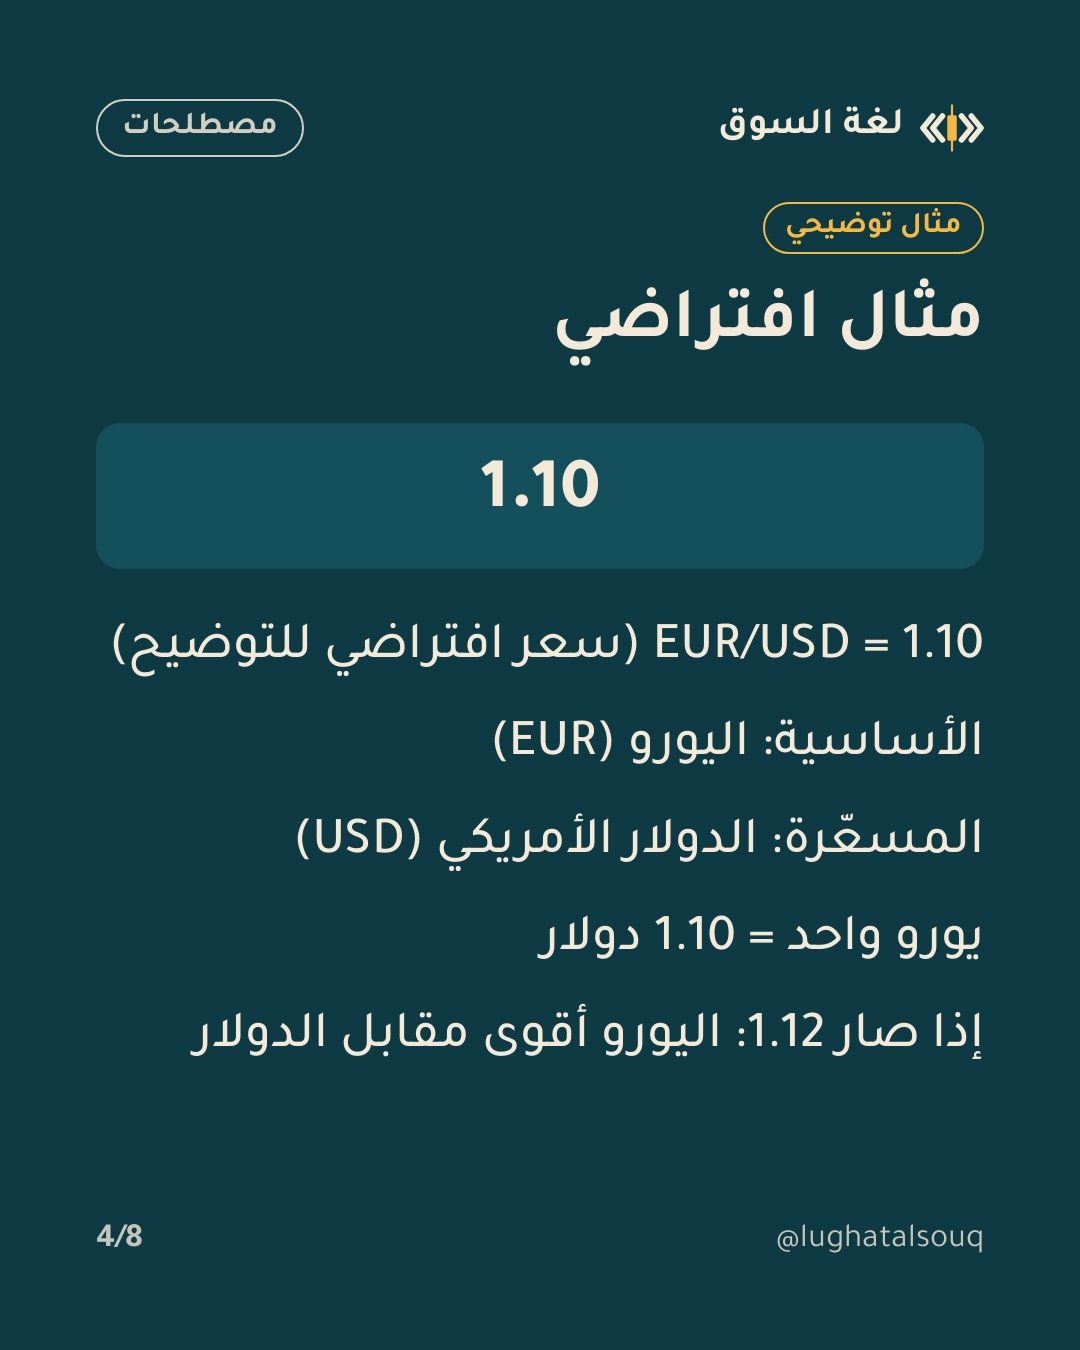 لغة السوق
مصطلحات
مثال توضيحي
مثال افتراضي
1.10
EUR/USD = 1.10 (سعر افتراضي للتوضيح)
الأساسية: اليورو (EUR)
المسعّرة: الدولار الأمريكي (USD)
يورو واحد = 1.10 دولار
إذا صار 1.12: اليورو أقوى مقابل الدولار
@lughatalsouq
4/8